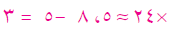 ٣ = ٥ − ٨ ، ٥ ≈ ٢٤ ×